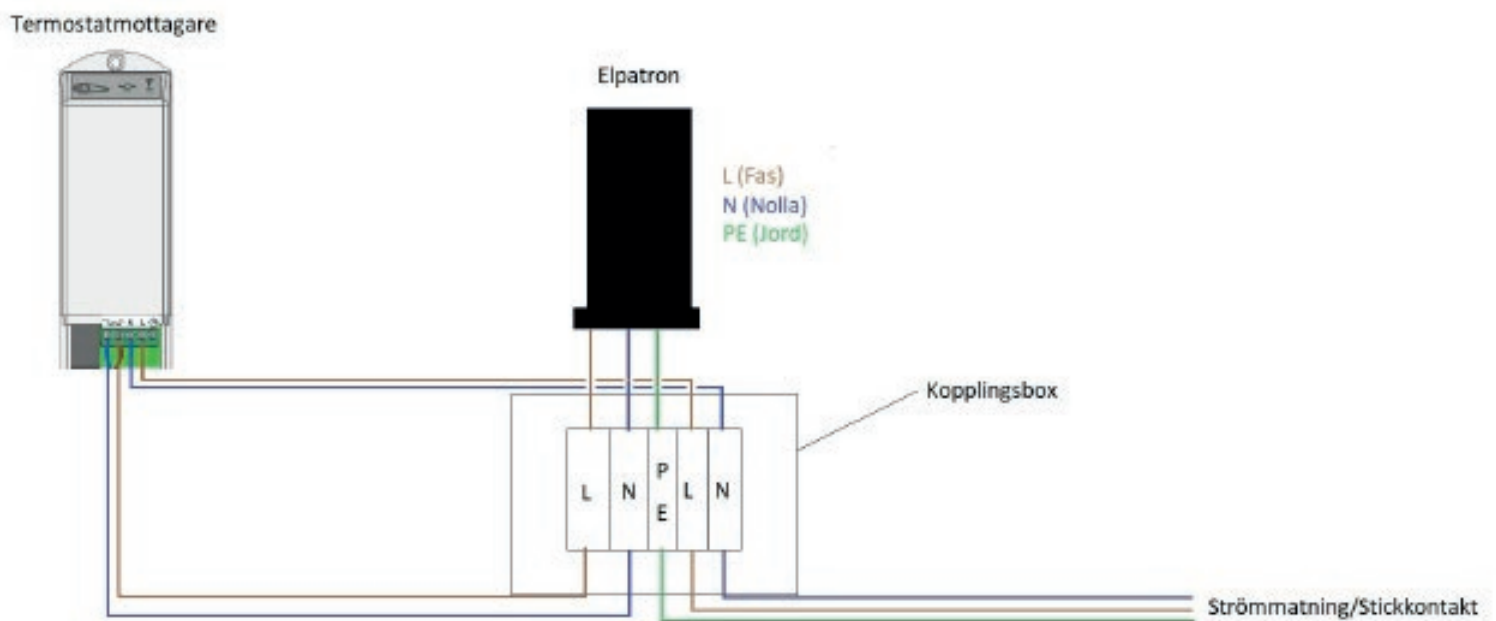 Termostatmottagare
Elpatron
L (Fas)
N (Nolla)
PE (Jord)
Kopplingsbox
L
N
P
E
L
N
Strömmatning/Stickkontakt